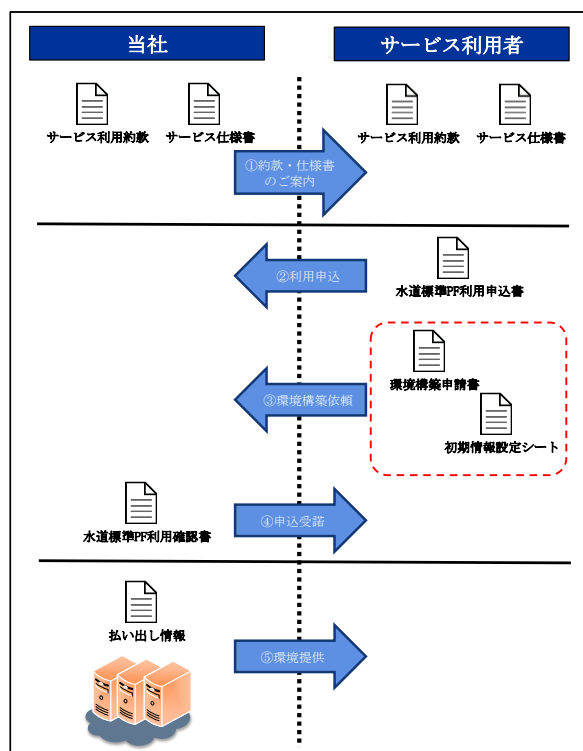 当社
サービス利用者
サービス利用約款
サービス仕様書
サービス利用約款
サービス仕様書
①約款・仕様書
のご案内
②利用申込
水道標準PF利用申込書
環境構築申請書
③環境構築依頼
初期情報設定シート
水道標準PF利用確認書
④申込受諾
払い出し情報
⑤環境提供